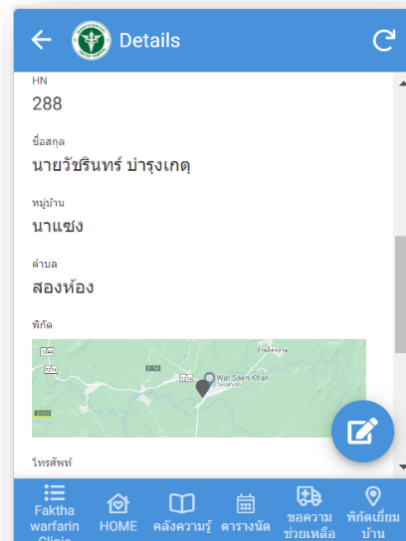 Details
HN
288
ชื่อสกุล
นายวัชรินทร์ บำรุงเกตุ
หมู่บ้าน
นาแซง
ตำบล
สองห้อง
พิกัด
1244
1214
1214
Wat Saen Khan
โทรศัพท์
Faktha warfarin Clinic
HOME
คลังความรู้
ตารางนัด
ขอความช่วยเหลือ
พิกัดเยี่ยมบ้าน